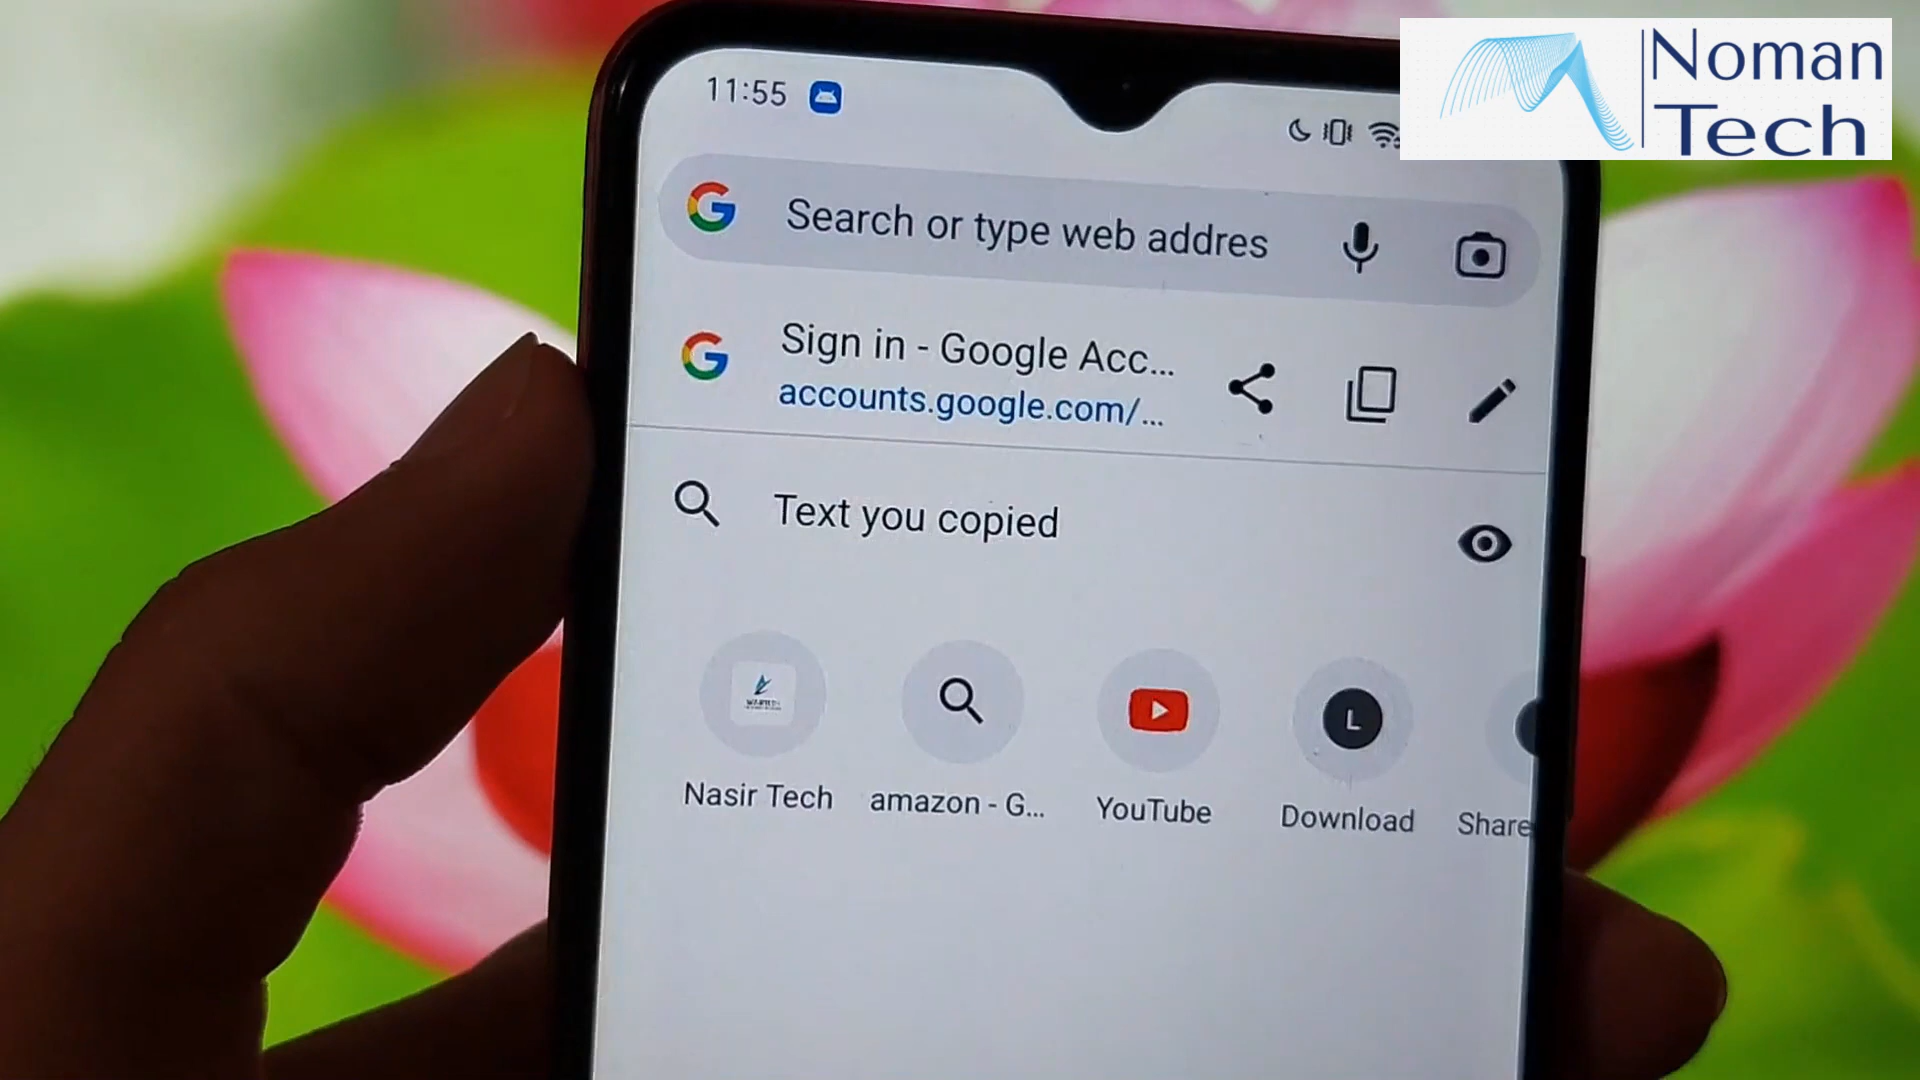 Noman
Tech
11:55
Search or type web addres
Sign in - Google Acc...
accounts.google.com/...
Text you copied
L
Nasir Tech
amazon - G...
YouTube
Download
Share